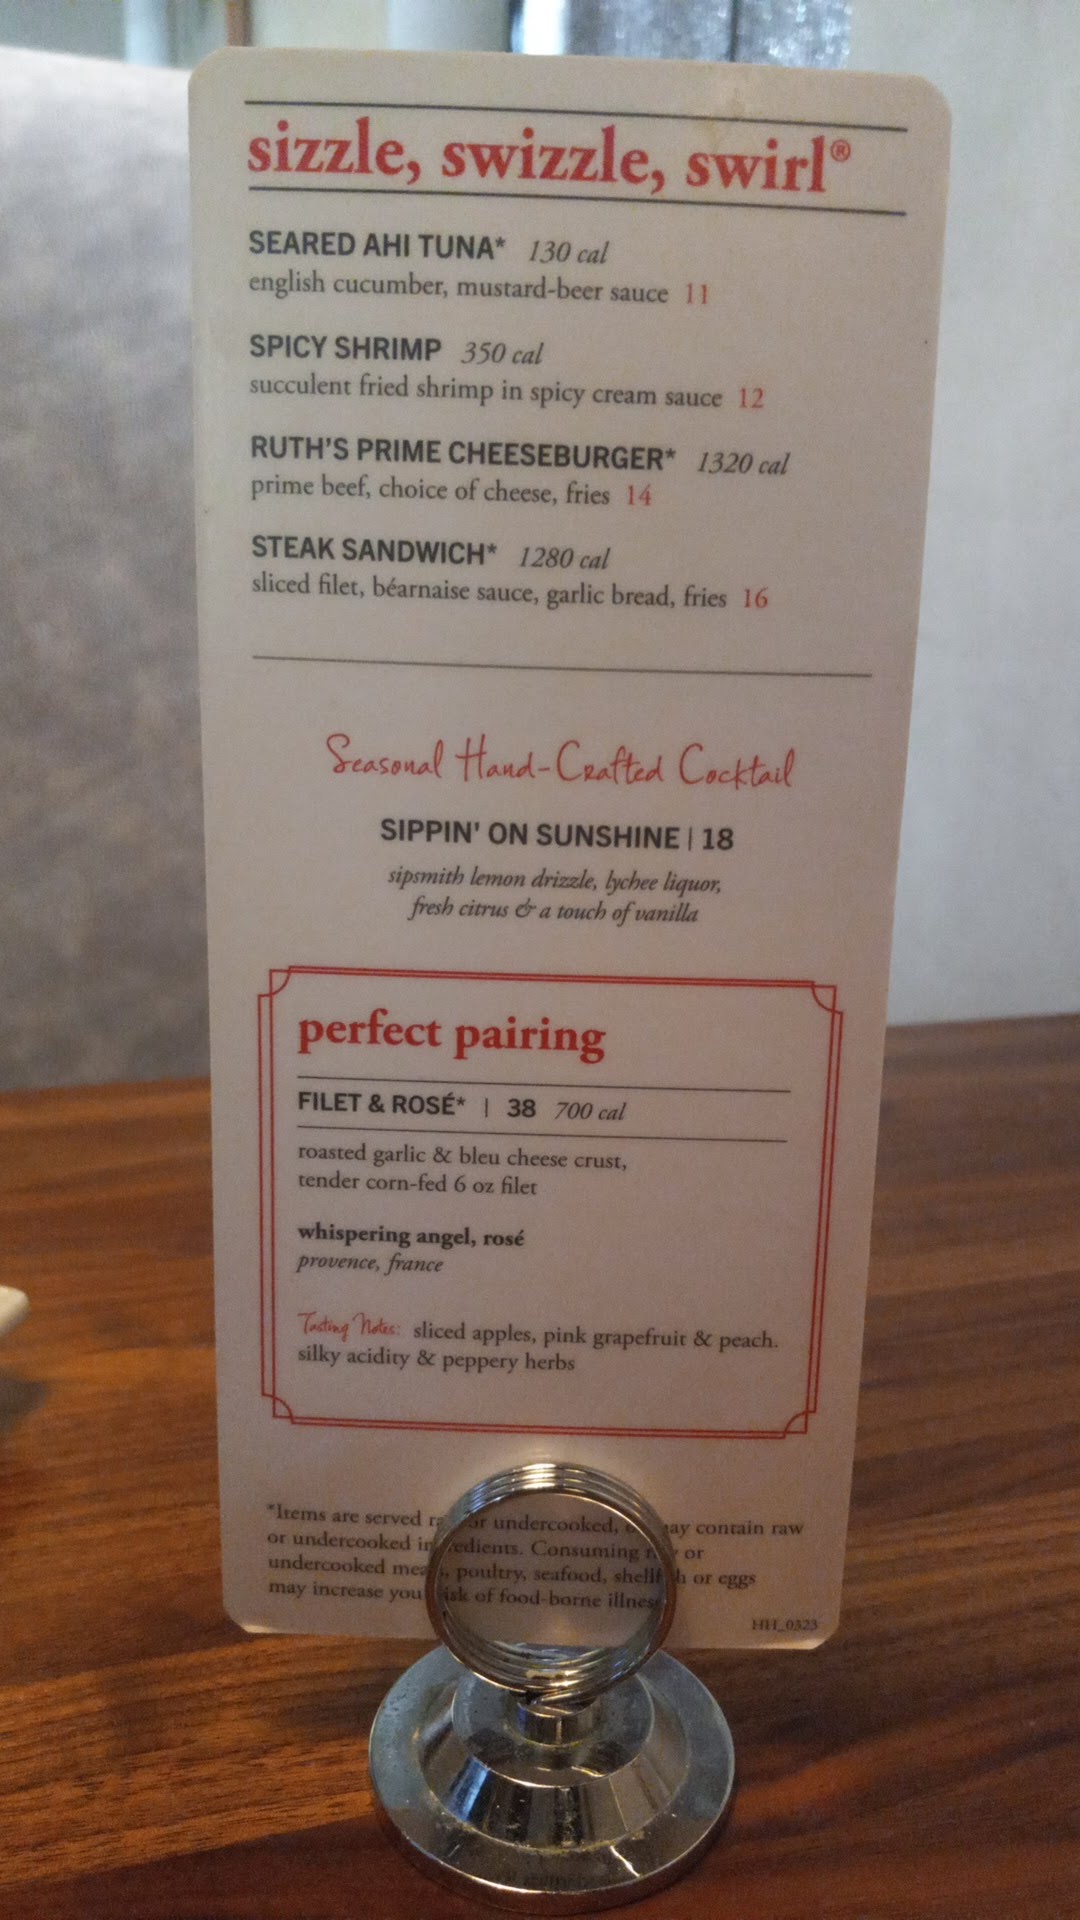 sizzle, swizzle, swirl®
SEARED AHI TUNA* 130 cal
english cucumber, mustard-beer sauce 11
SPICY SHRIMP 350 cal
succulent fried shrimp in spicy cream sauce 12
RUTH'S PRIME CHEESEBURGER* 1320 cal
prime beef, choice of cheese, fries 14
STEAK SANDWICH* 1280 cal
sliced filet, béarnaise sauce, garlic bread, fries 16
Seasonal Hand-Crafted Cocktail
SIPPIN' ON SUNSHINE | 18
sipsmith lemon drizzle, lychee liquor,
fresh citrus & a touch of vanilla
perfect pairing
FILET & ROSÉ* | 38 700 cal
roasted garlic & bleu cheese crust,
tender corn-fed 6 oz filet
whispering angel, rosé
provence, france
Tasting Notes: sliced apples, pink grapefruit & peach.
silky acidity & peppery herbs
*Items are served or undercooked, contain raw
or undercooked Consuming or
undercooked poultry, seafood, or eggs
may increase of food-borne
HH_0323